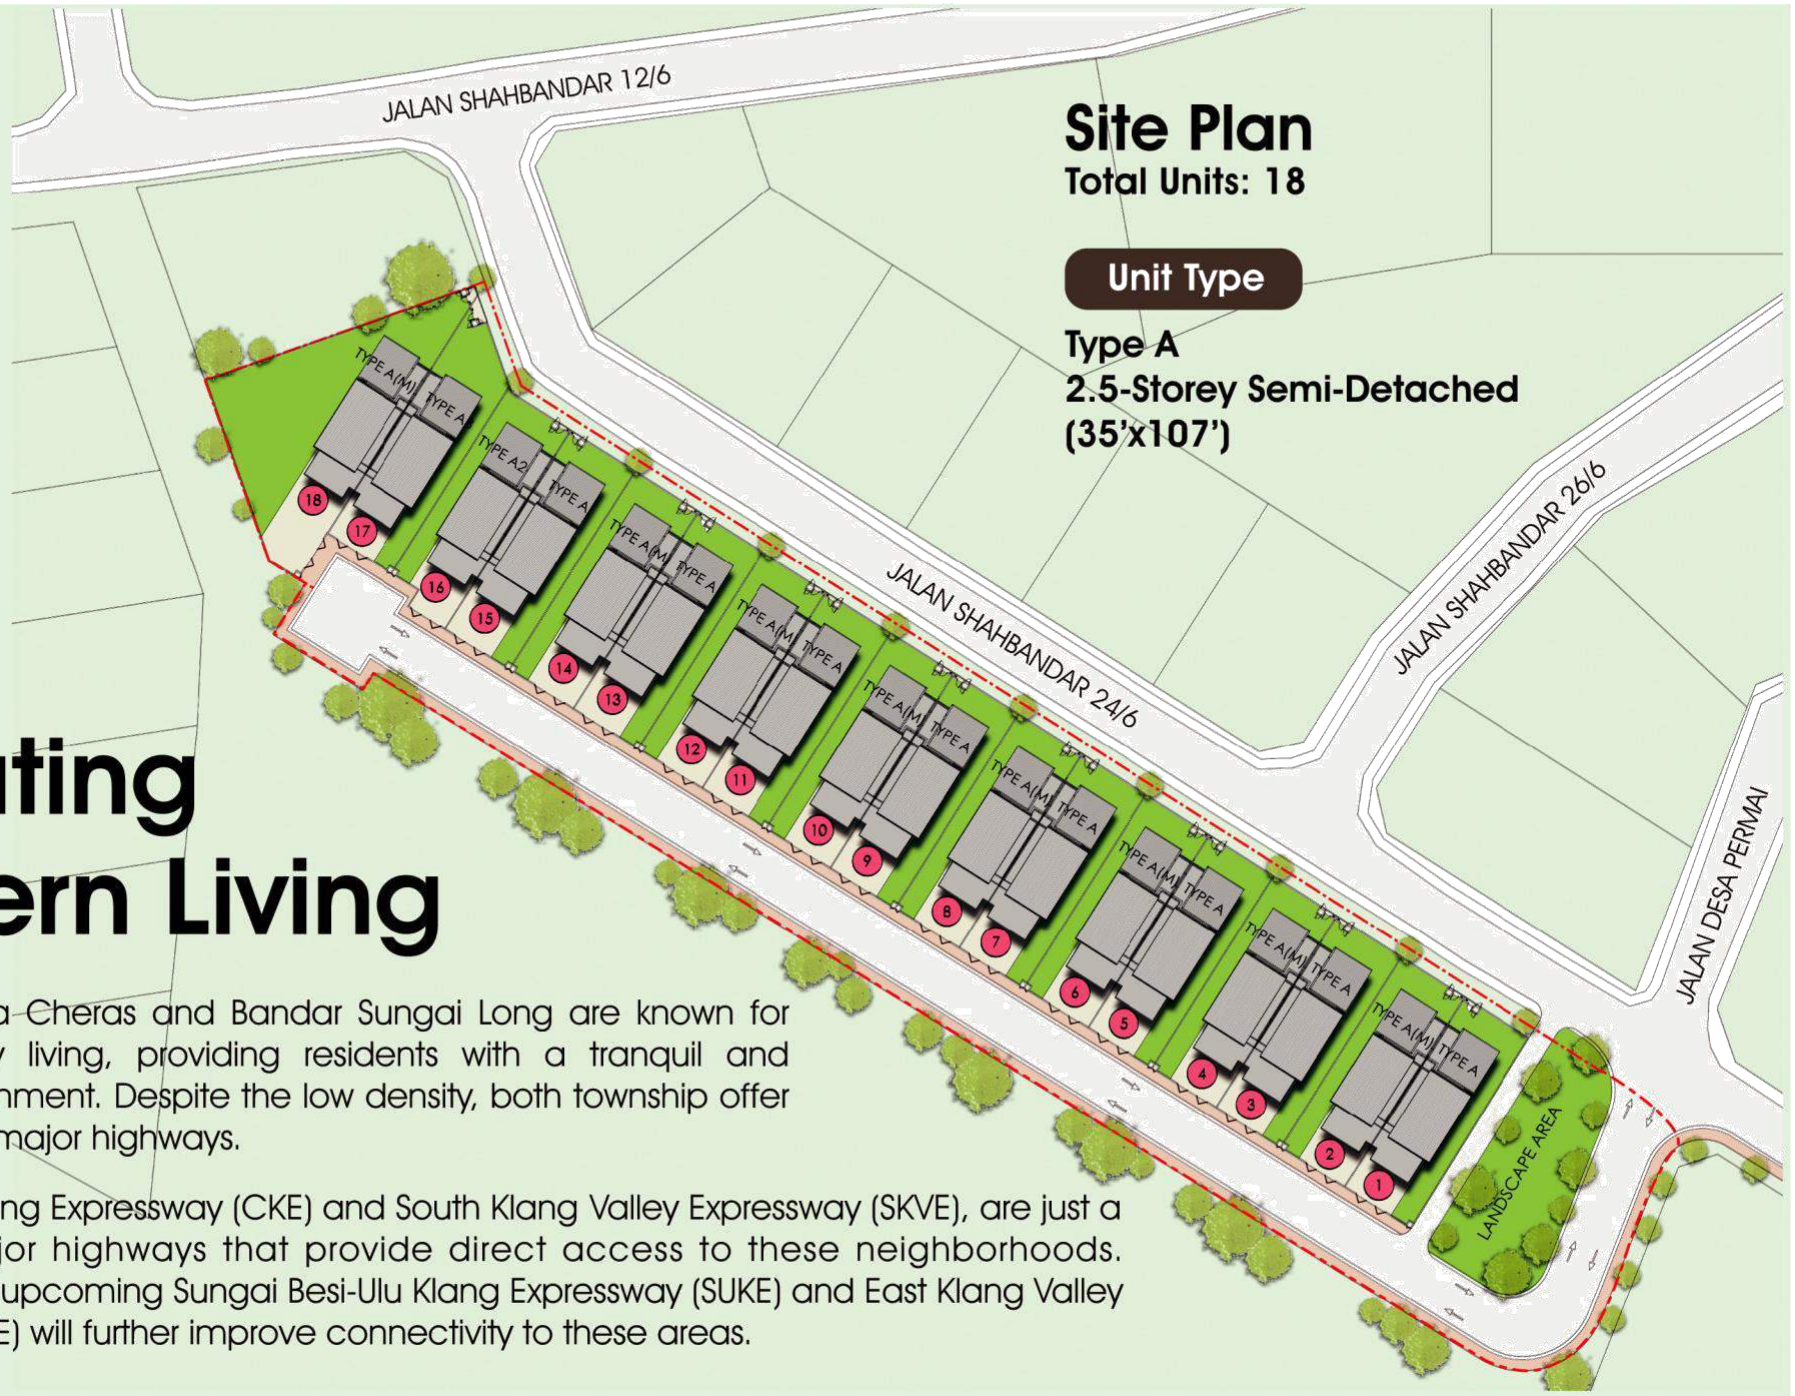 JALAN SHAHBANDAR 12/6
Site Plan
Total Units: 18
Unit Type
Type A
2.5-Storey Semi-Detached
(35'x107')
TYPE A(M)
TYPE A
18
17
TYPE A2
TYPE A
16
15
TYPE A(M)
TYPE A
14
13
TYPE A(M)
TYPE A
12
11
TYPE A(M)
TYPE A
10
9
TYPE A(M)
TYPE A
8
7
TYPE A(M)
TYPE A
6
5
TYPE A(M)
TYPE A
4
3
TYPE A(M)
TYPE A
2
1
JALAN SHAHBANDAR 24/6
JALAN SHAHBANDAR 26/6
JALAN DESA PERMAI
LANDSCAPE AREA
ating
ern Living
a Cheras and Bandar Sungai Long are known for
y living, providing residents with a tranquil and
nment. Despite the low density, both township offer
major highways.
ng Expressway (CKE) and South Klang Valley Expressway (SKVE), are just a
jor highways that provide direct access to these neighborhoods.
upcoming Sungai Besi-Ulu Klang Expressway (SUKE) and East Klang Valley
E) will further improve connectivity to these areas.